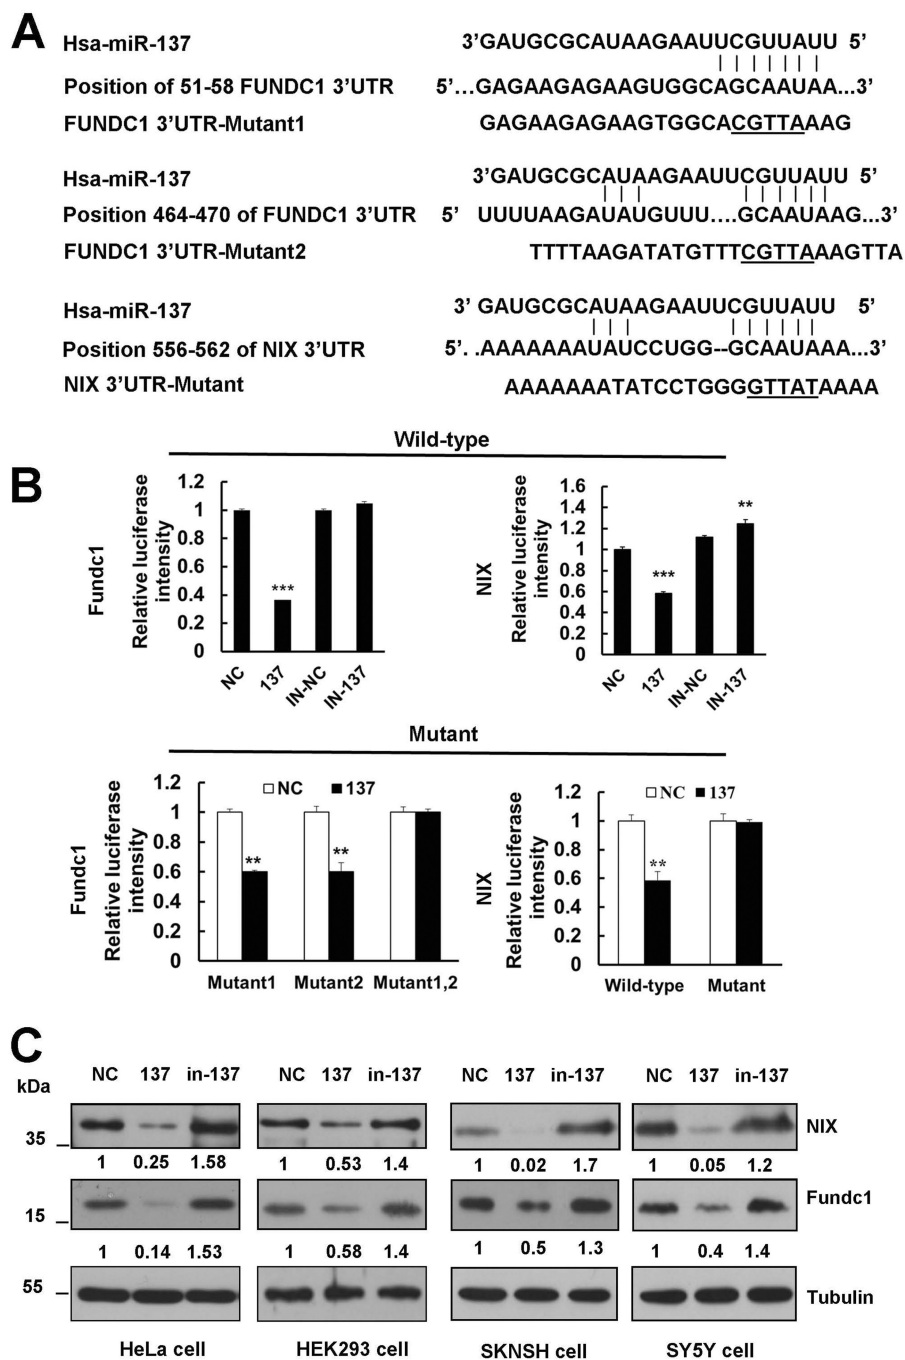 A
Hsa-miR-137 3'GAUGCGCAUAAGAAUUCGUUAUU 5'
Position of 51-58 FUNDC1 3'UTR 5'...GAGAAGAGAAGUGGCAGCAAUAA...3'
FUNDC1 3'UTR-Mutant1 GAGAAGAGAAGTGGCACGTTAAAG
Hsa-miR-137 3'GAUGCGCAUAAGAAUUCGUUAUU 5'
Position 464-470 of FUNDC1 3'UTR 5' UUUUAAGAUAUGUUU....GCAAUAAG...3'
FUNDC1 3'UTR-Mutant2 TTTTAAGATATGTTTCGTTAAAGTTA
Hsa-miR-137 3' GAUGCGCAUAAGAAUUCGUUAUU 5'
Position 556-562 of NIX 3'UTR 5'. .AAAAAAAUAUCCUGG--GCAAUAAA...3'
NIX 3'UTR-Mutant AAAAAAATATCCTGGGGTTATAAAA
Wild-type
B
Fundc1
Relative luciferase
intensity
1.2
1
0.8
0.6
0.4
0.2
0
***
NC 137 IN-NC IN-137
NIX
Relative luciferase
intensity
1.6
1.4
1.2
1
0.8
0.6
0.4
0.2
0
***
**
NC 137 IN-NC IN-137
Mutant
Fundc1
Relative luciferase
intensity
1.2
1
0.8
0.6
0.4
0.2
0
NC 137
** **
Mutant1 Mutant2 Mutant1,2
NIX
Relative luciferase
intensity
1.2
1
0.8
0.6
0.4
0.2
0
NC 137
**
Wild-type Mutant
C
kDa
NC 137 in-137 NC 137 in-137 NC 137 in-137 NC 137 in-137
35 NIX
1 0.25 1.58 1 0.53 1.4 1 0.02 1.7 1 0.05 1.2
15 Fundc1
1 0.14 1.53 1 0.58 1.4 1 0.5 1.3 1 0.4 1.4
55 Tubulin
HeLa cell HEK293 cell SKNSH cell SY5Y cell